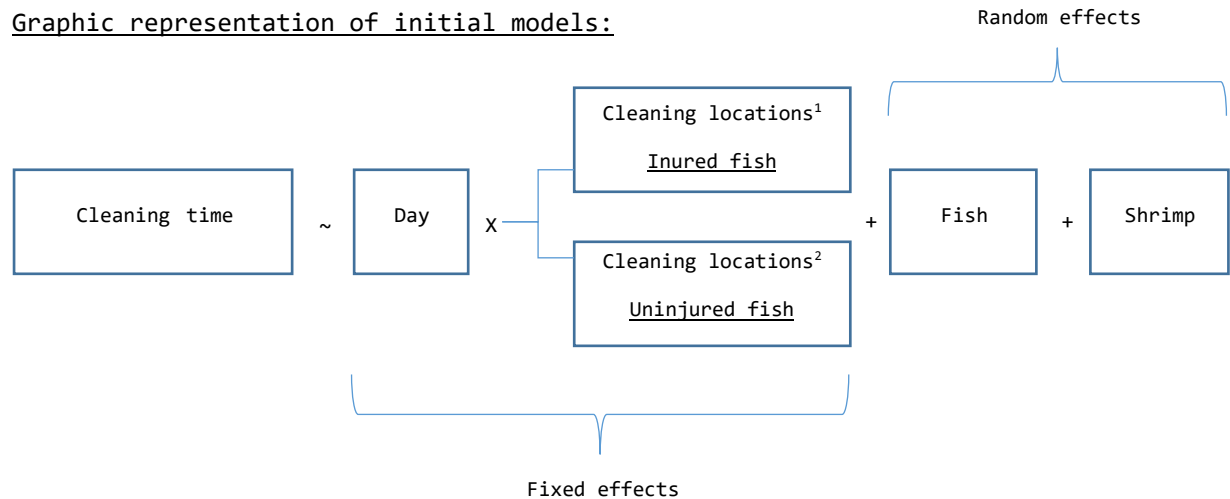 Graphic representation of initial models:
Random effects
Cleaning locations¹
Inured fish
Cleaning time
~
Day
X
+
Fish
+
Shrimp
Cleaning locations²
Uninjured fish
Fixed effects